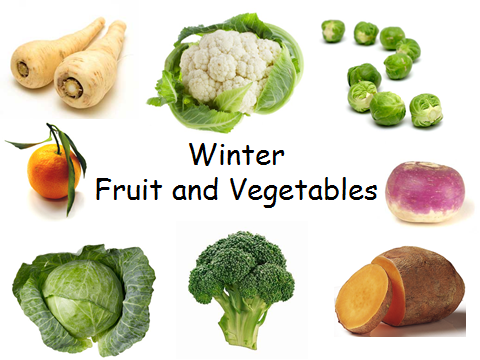 Winter
Fruit and Vegetables